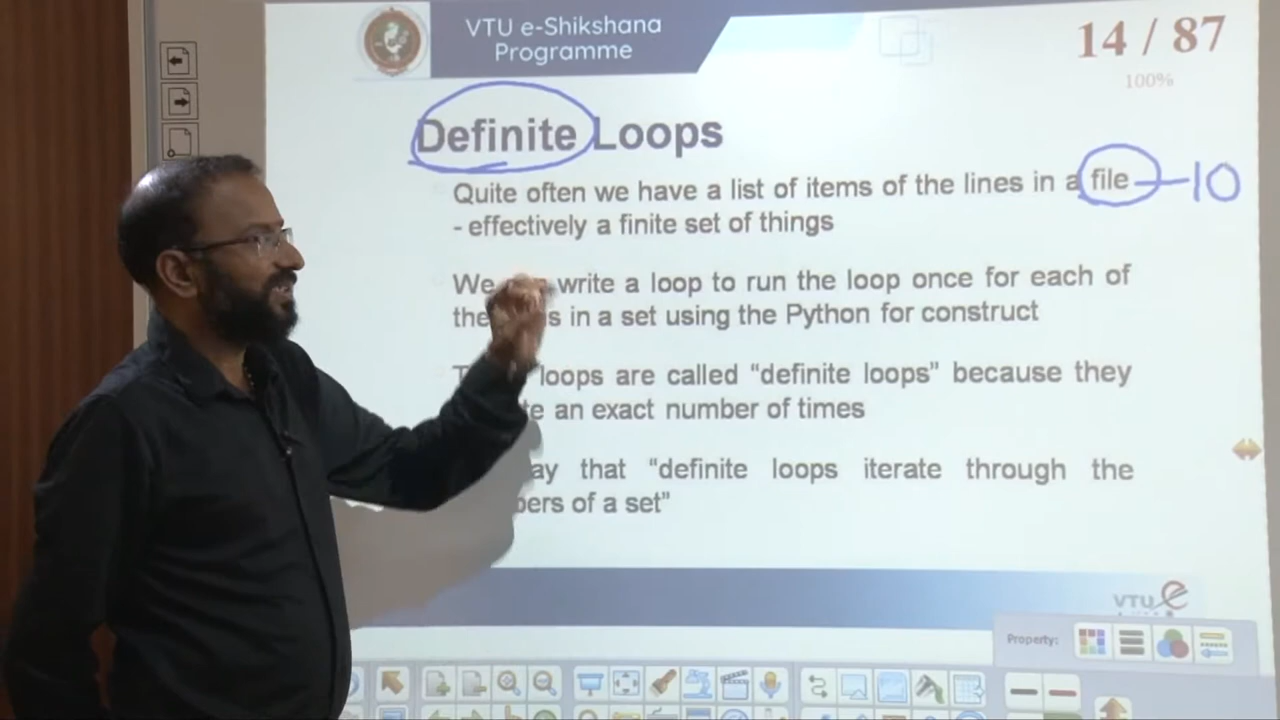 VTU e-Shikshana
Programme
14 / 87
100%
Definite Loops
Quite often we have a list of items of the lines in a file - 10
- effectively a finite set of things
We write a loop to run the loop once for each of
in a set using the Python for construct
loops are called "definite loops" because they
an exact number of times
that "definite loops iterate through the
of a set"
VTU e
Property: